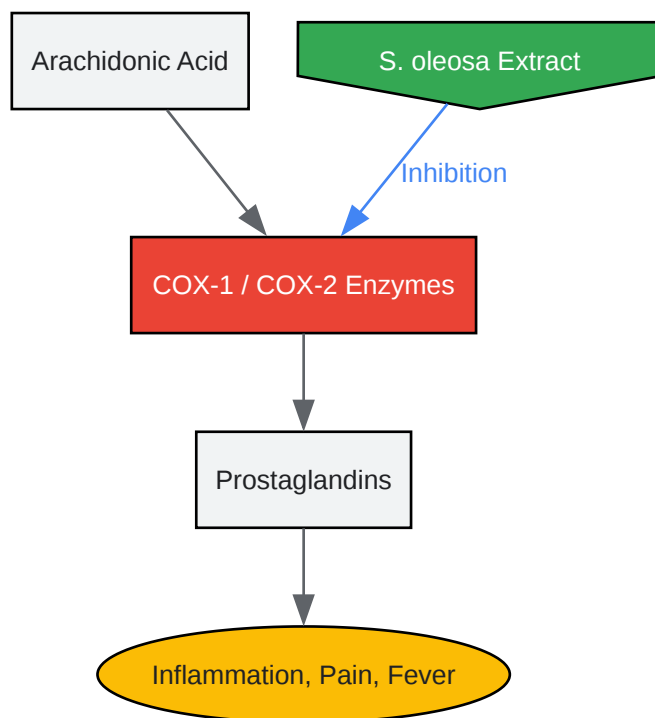 Arachidonic Acid
S. oleosa Extract
Inhibition
COX-1 / COX-2 Enzymes
Prostaglandins
Inflammation, Pain, Fever